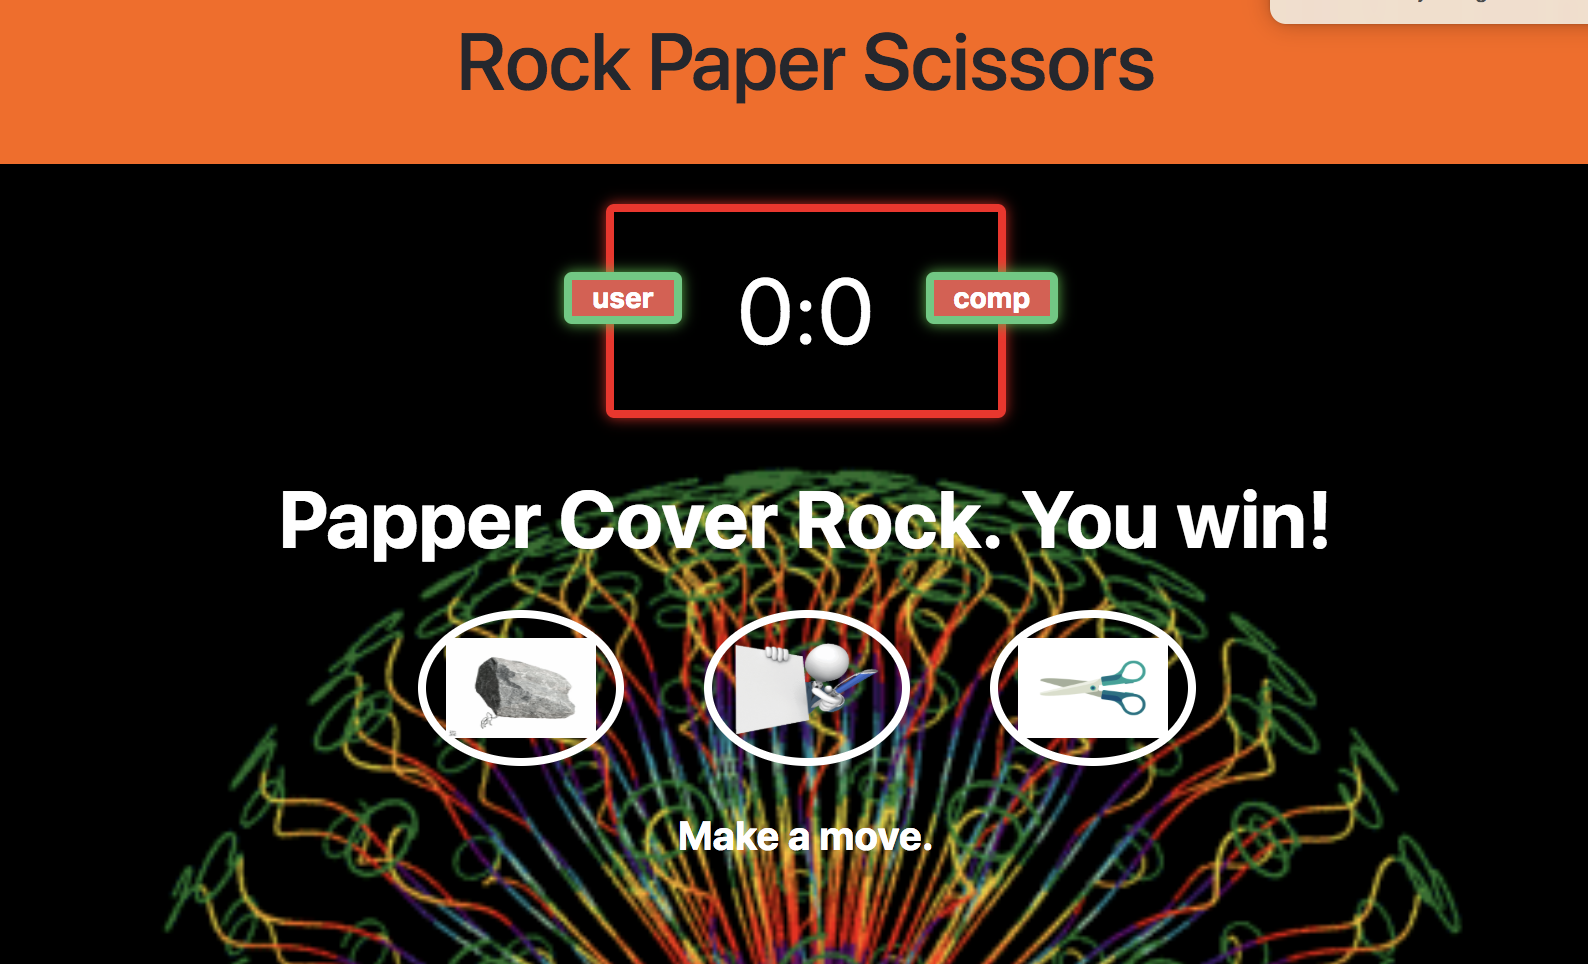 Rock Paper Scissors
user
0:0
comp
Papper Cover Rock. You win!
Make a move.